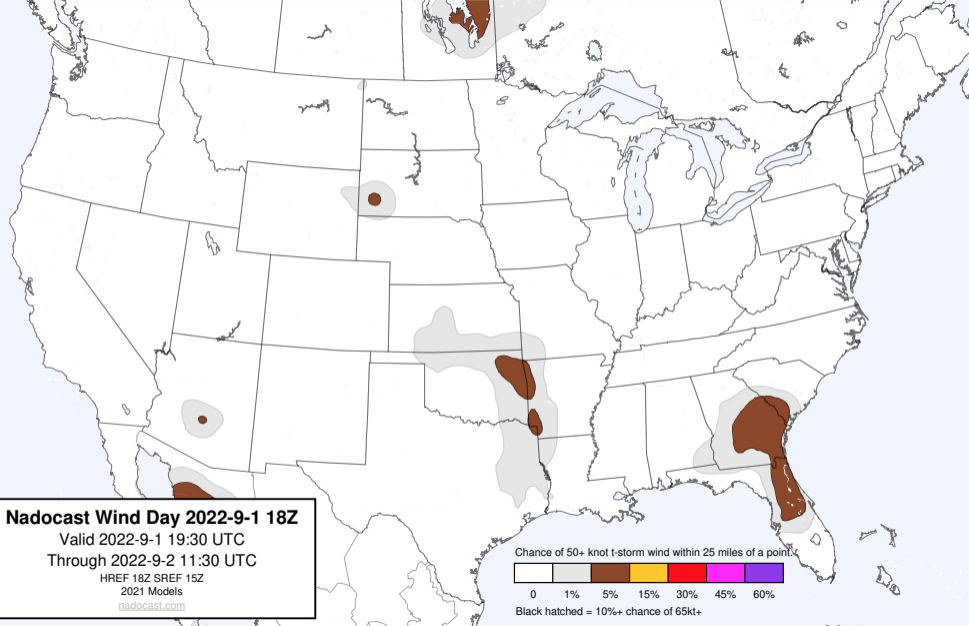 Nadocast Wind Day 2022-9-1 18Z
Valid 2022-9-1 19:30 UTC
Through 2022-9-2 11:30 UTC
HREF 18Z SREF 15Z
2021 Models
nadocast.com
Chance of 50+ knot t-storm wind within 25 miles of a point.
0 1% 5% 15% 30% 45% 60%
Black hatched = 10%+ chance of 65kt+